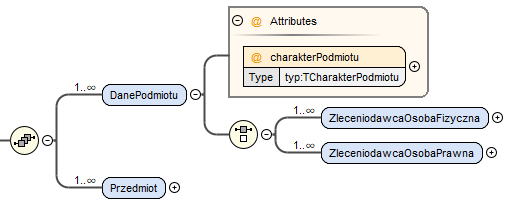 @ Attributes
@ charakterPodmiotu
Type typ:TCharakterPodmiotu
1..∞
DanePodmiotu
1..∞
ZleceniodawcaOsobaFizyczna
1..∞
ZleceniodawcaOsobaPrawna
1..∞
Przedmiot